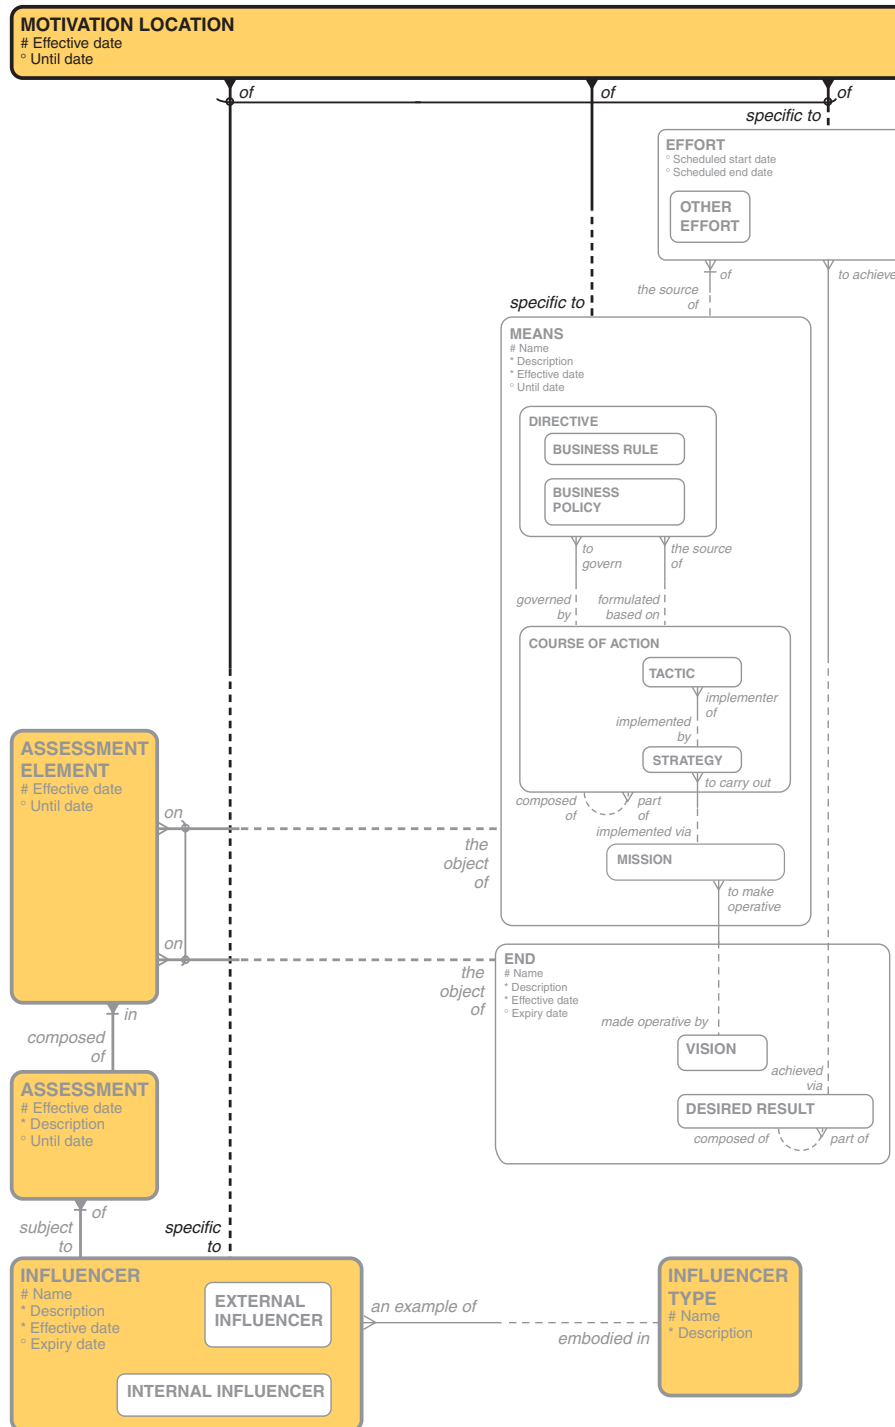 MOTIVATION LOCATION
# Effective date
° Until date
of
of
of
specific to
EFFORT
° Scheduled start date
° Scheduled end date
OTHER
EFFORT
of
to achieve
the source
of
specific to
MEANS
# Name
* Description
* Effective date
° Until date
DIRECTIVE
BUSINESS RULE
BUSINESS
POLICY
to
govern
the source
of
governed
by
formulated
based on
COURSE OF ACTION
TACTIC
implementer
of
implemented
by
STRATEGY
to carry out
composed
of
part
of
implemented via
MISSION
to make
operative
ASSESSMENT
ELEMENT
# Effective date
° Until date
on
the
object
of
on
the
object
of
in
composed
of
END
# Name
* Description
* Effective date
° Expiry date
made operative by
VISION
achieved
via
DESIRED RESULT
composed of
part of
ASSESSMENT
# Effective date
* Description
° Until date
of
subject
to
specific
to
INFLUENCER
# Name
* Description
* Effective date
° Expiry date
EXTERNAL
INFLUENCER
INTERNAL INFLUENCER
an example of
embodied in
INFLUENCER
TYPE
# Name
* Description